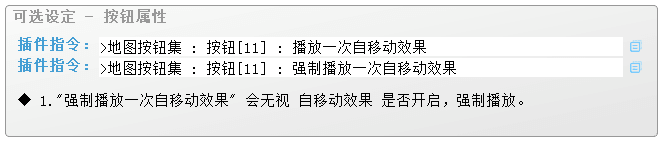 可选设定 - 按钮属性
插件指令：>地图按钮集 : 按钮[11] : 播放一次自移动效果
插件指令：>地图按钮集 : 按钮[11] : 强制播放一次自移动效果
◆ 1."强制播放一次自移动效果" 会无视 自移动效果 是否开启，强制播放。